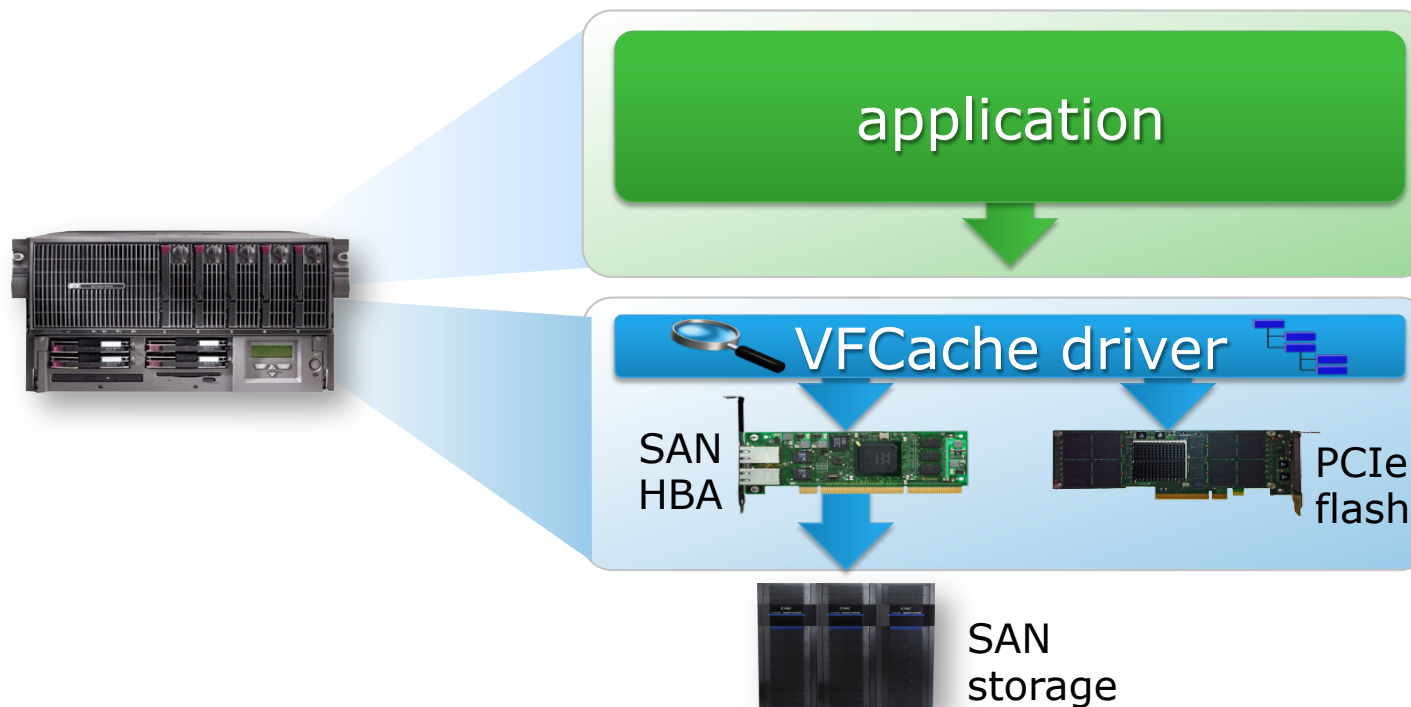 application
VFCache driver
SAN
HBA
PCIe
flash
SAN
storage